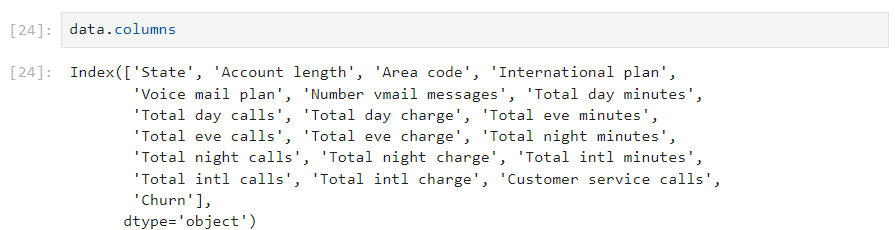 [24]: data.columns
[24]: Index(['State', 'Account length', 'Area code', 'International plan',
'Voice mail plan', 'Number vmail messages', 'Total day minutes',
'Total day calls', 'Total day charge', 'Total eve minutes',
'Total eve calls', 'Total eve charge', 'Total night minutes',
'Total night calls', 'Total night charge', 'Total intl minutes',
'Total intl calls', 'Total intl charge', 'Customer service calls',
'Churn'],
dtype='object')